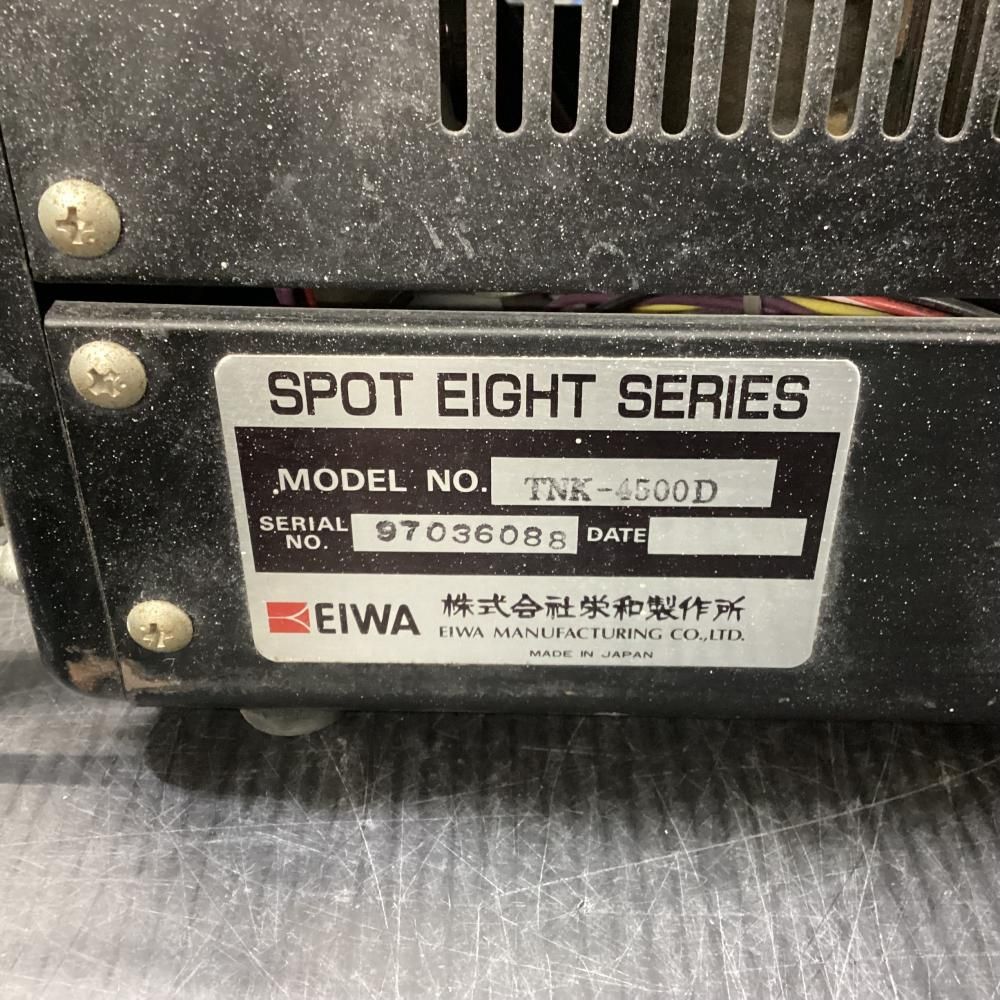 SPOT EIGHT SERIES
MODEL NO. TNK-4500D
SERIAL NO. 97036088 DATE
EIWA 株式会社栄和製作所
EIWA MANUFACTURING CO.,LTD.
MADE IN JAPAN